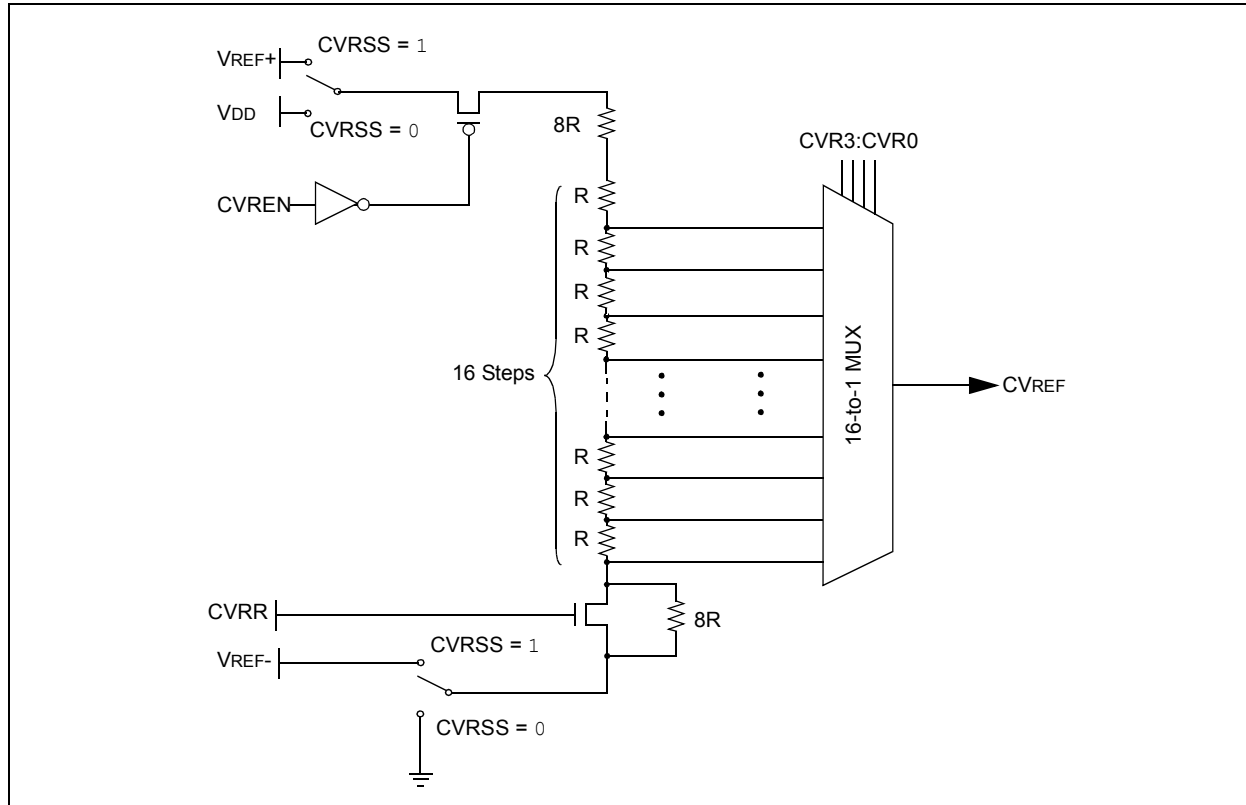 CVRSS = 1
VREF+
VDD
CVRSS = 0
8R
CVREN
CVR3:CVR0
R
R
R
R
16 Steps
16-to-1 MUX
CVREF
R
R
R
CVRR
8R
CVRSS = 1
VREF-
CVRSS = 0